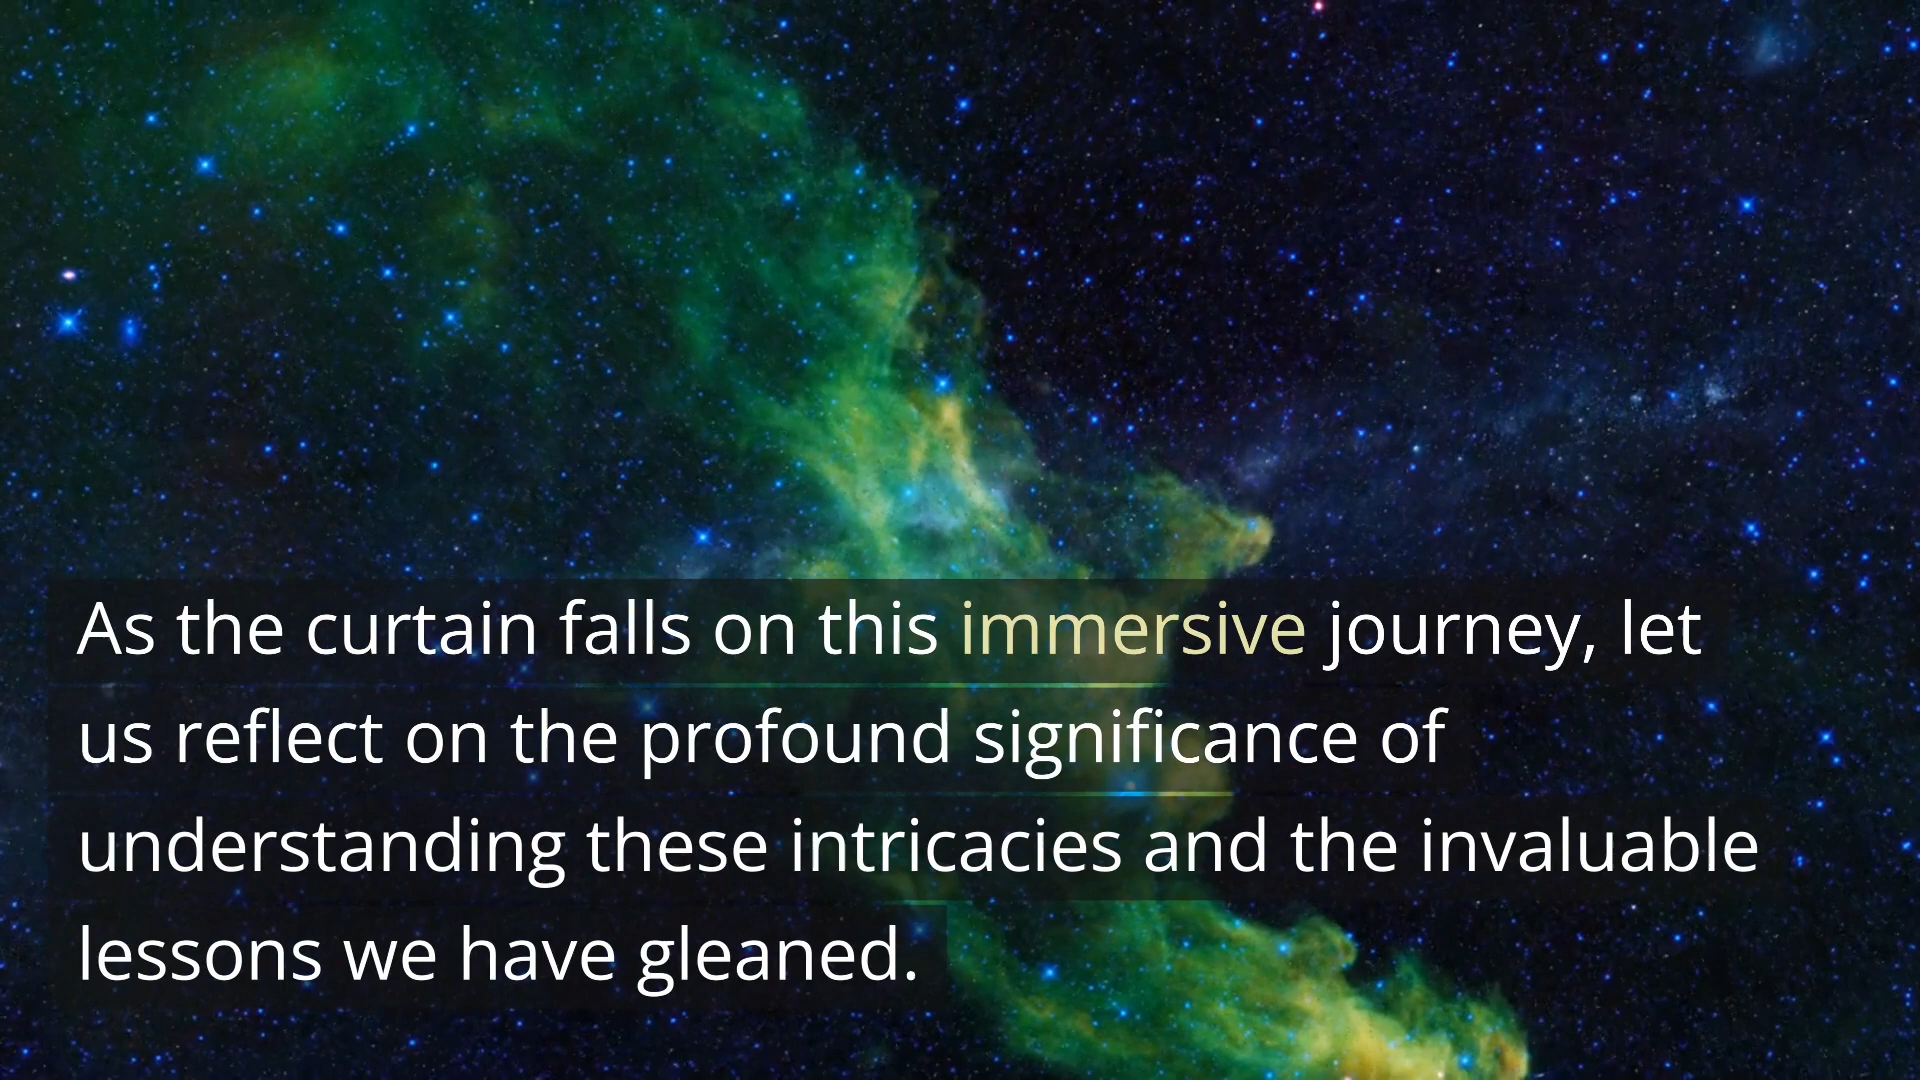 As the curtain falls on this immersive journey, let
us reflect on the profound significance of
understanding these intricacies and the invaluable
lessons we have gleaned.